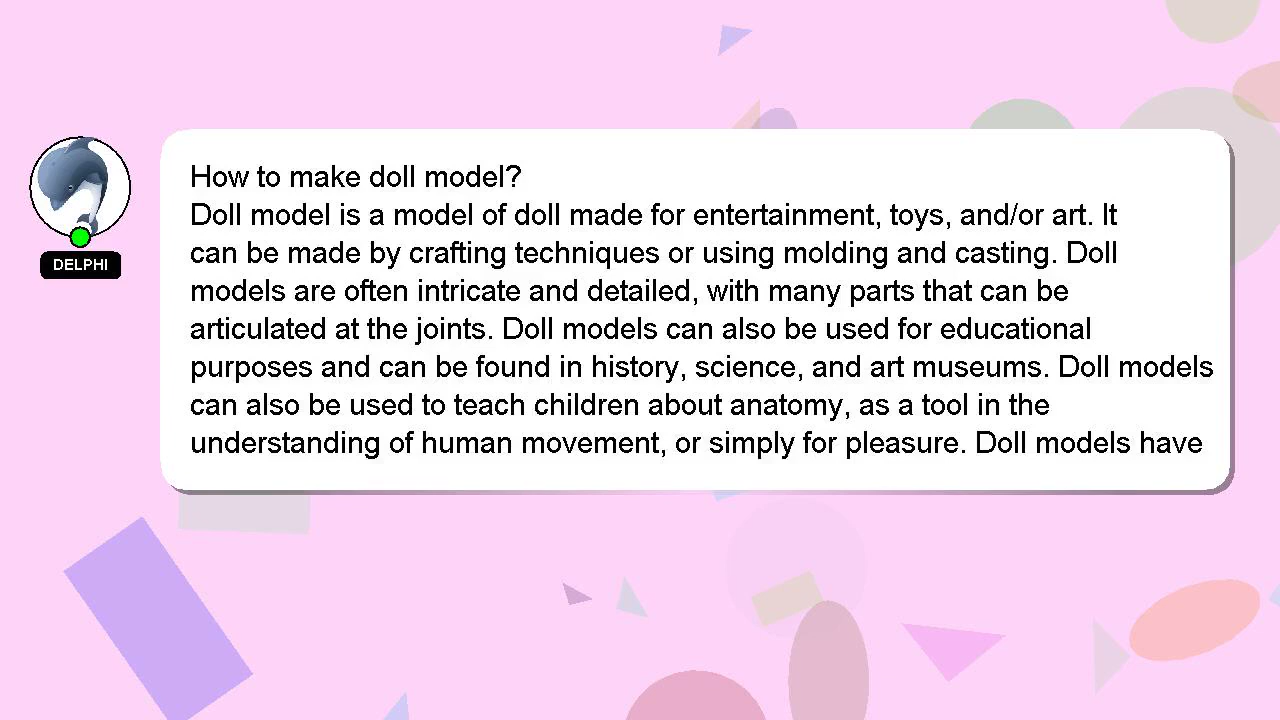 How to make doll model?
Doll model is a model of doll made for entertainment, toys, and/or art. It
can be made by crafting techniques or using molding and casting. Doll
models are often intricate and detailed, with many parts that can be
articulated at the joints. Doll models can also be used for educational
purposes and can be found in history, science, and art museums. Doll models
can also be used to teach children about anatomy, as a tool in the
understanding of human movement, or simply for pleasure. Doll models have
DELPHI